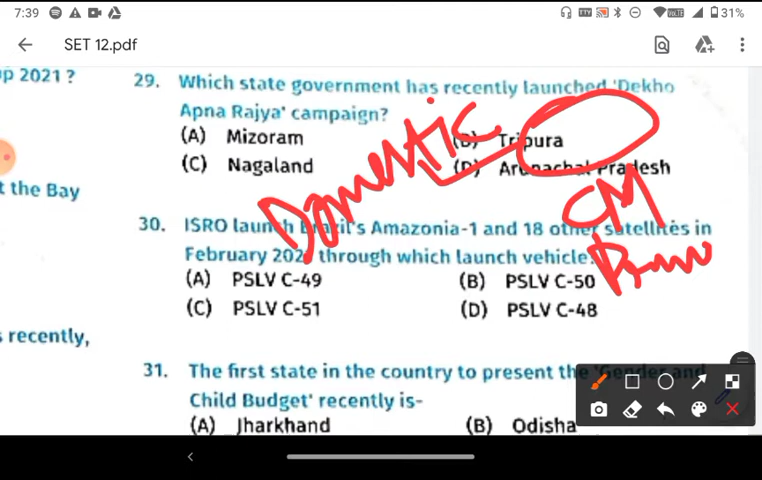 7:39
31%
SET 12.pdf
up 2021 ?
t the Bay
s recently,
29. Which state government has recently launched 'Dekho
Apna Rajya' campaign?
(A) Mizoram
(B) Tripura
(C) Nagaland
(D) Arunachal Pradesh
Domestic
CM
30. ISRO launch Brazil's Amazonia-1 and 18 other satellites in
February 202 through which launch vehicle?
(A) PSLV C-49
(B) PSLV C-50
(C) PSLV C-51
(D) PSLV C-48
31. The first state in the country to present the 'Gender and
Child Budget' recently is-
(A) Jharkhand
(B) Odisha